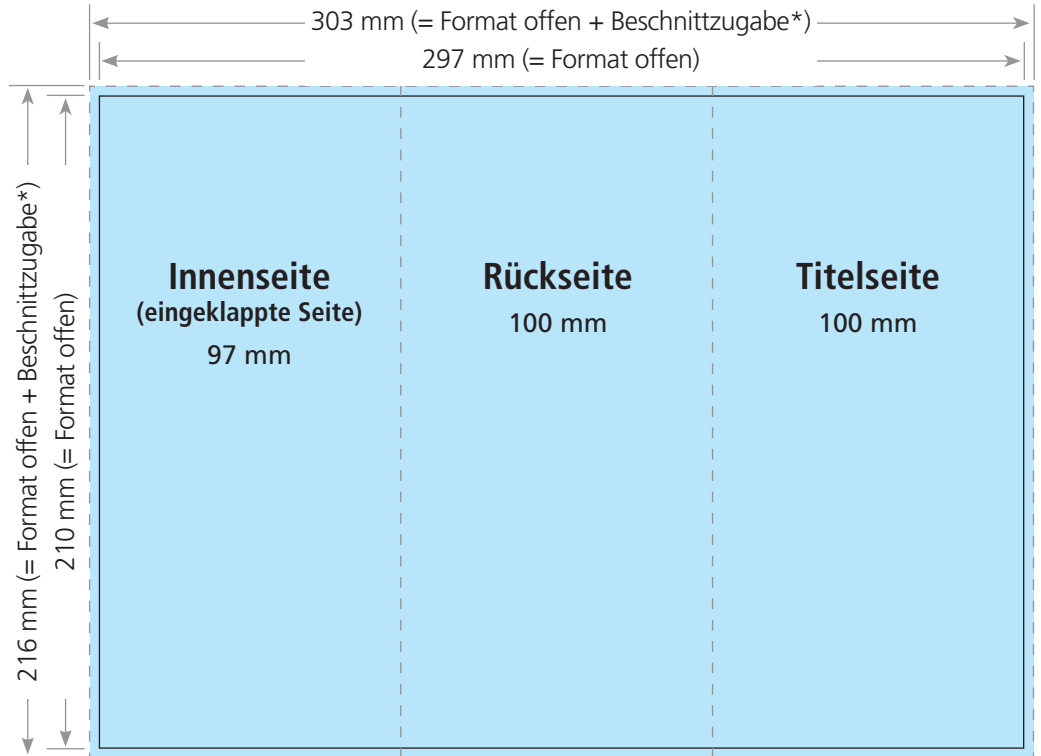 303 mm (= Format offen + Beschnittzugabe*)
297 mm (= Format offen)
216 mm (= Format offen + Beschnittzugabe*)
210 mm (= Format offen)
Innenseite
(eingeklappte Seite)
97 mm
Rückseite
100 mm
Titelseite
100 mm